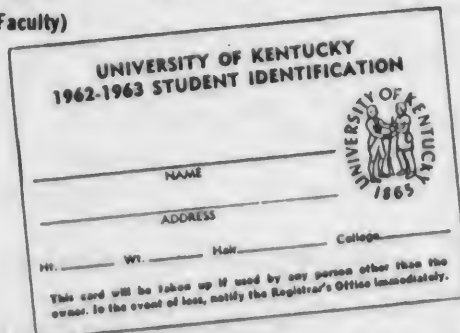 Faculty)
UNIVERSITY OF KENTUCKY
1962-1963 STUDENT IDENTIFICATION
UNIVERSITY OF KENTUCKY
1865
NAME
ADDRESS
Ht. Wt. Hair College
This card will be taken up if used by any person other than the
owner. In the event of loss, notify the Registrar's Office immediately.